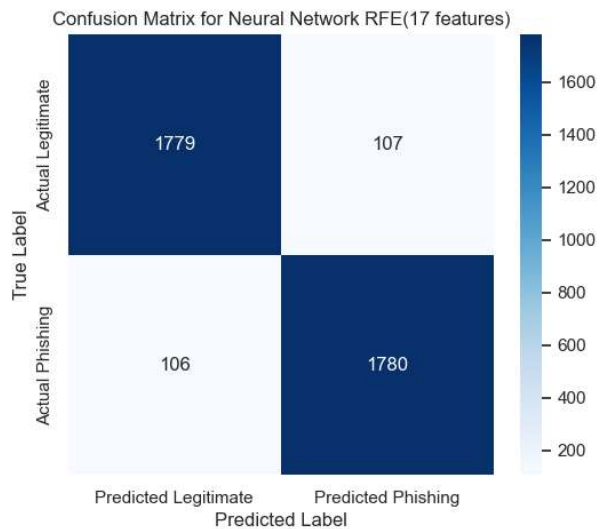 Confusion Matrix for Neural Network RFE(17 features)
True Label
Actual Legitimate
1779
107
Actual Phishing
106
1780
Predicted Legitimate
Predicted Phishing
Predicted Label
1600
1400
1200
1000
800
600
400
200